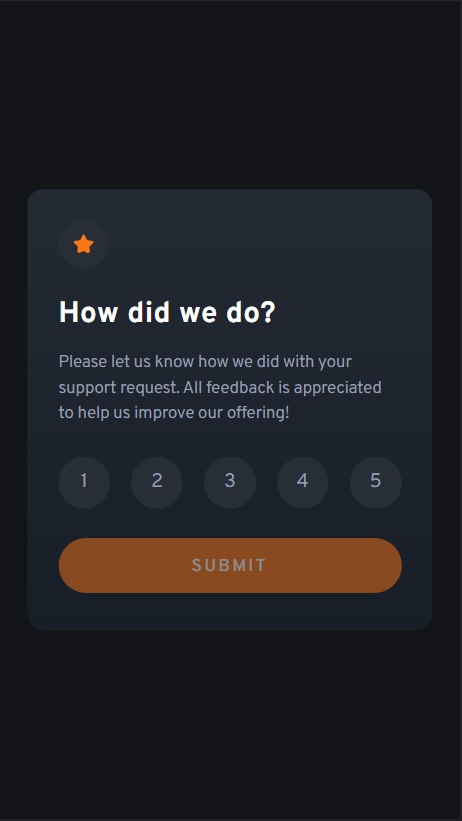 How did we do?
Please let us know how we did with your
support request. All feedback is appreciated
to help us improve our offering!
1 2 3 4 5
SUBMIT